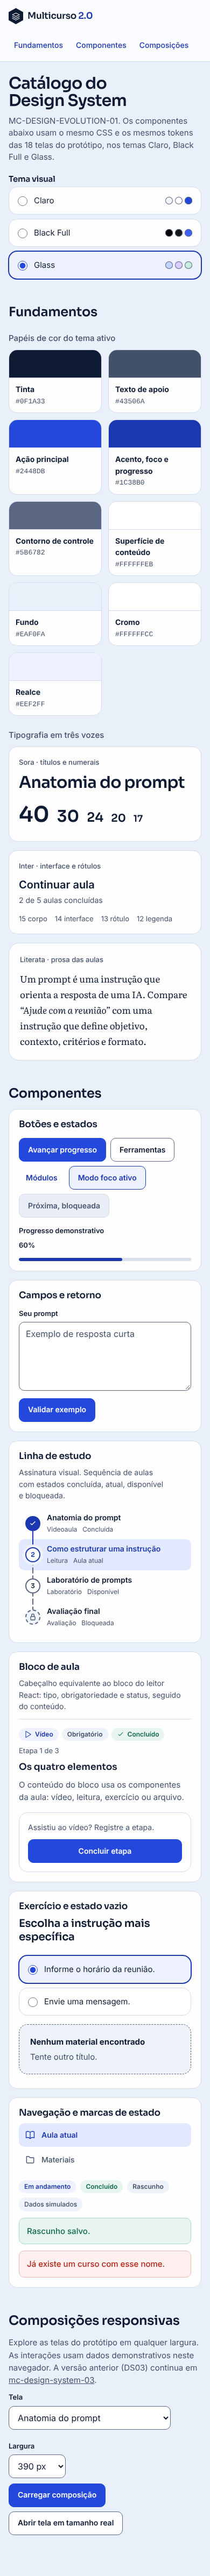 Multicurso 2.0
Fundamentos Componentes Composições
Catálogo do
Design System
MC-DESIGN-EVOLUTION-01. Os componentes
abaixo usam o mesmo CSS e os mesmos tokens
das 18 telas do protótipo, nos temas Claro, Black
Full e Glass.
Tema visual
Claro
Black Full
Glass
Fundamentos
Papéis de cor do tema ativo
Tinta
#0F1A33
Texto de apoio
#43506A
Ação principal
#2448DB
Acento, foco e
progresso
#1C38B0
Contorno de controle
#5B6782
Superfície de
conteúdo
#FFFFFFEB
Fundo
#EAF0FA
Cromo
#FFFFFFCC
Realce
#EEF2FF
Tipografia em três vozes
Sora · títulos e numerais
Anatomia do prompt
40 30 24 20 17
Inter · interface e rótulos
Continuar aula
2 de 5 aulas concluídas
15 corpo 14 interface 13 rótulo 12 legenda
Literata · prosa das aulas
Um prompt é uma instrução que
orienta a resposta de uma IA. Compare
“Ajude com a reunião” com uma
instrução que define objetivo,
contexto, critérios e formato.
Componentes
Botões e estados
Avançar progresso Ferramentas
Módulos Modo foco ativo
Próxima, bloqueada
Progresso demonstrativo
60%
Campos e retorno
Seu prompt
Exemplo de resposta curta
Validar exemplo
Linha de estudo
Assinatura visual. Sequência de aulas
com estados concluída, atual, disponível
e bloqueada.
Anatomia do prompt
Videoaula Concluída
2 Como estruturar uma instrução
Leitura Aula atual
3 Laboratório de prompts
Laboratório Disponível
Avaliação final
Avaliação Bloqueada
Bloco de aula
Cabeçalho equivalente ao bloco do leitor
React: tipo, obrigatoriedade e status, seguido
do conteúdo.
Vídeo Obrigatório Concluído
Etapa 1 de 3
Os quatro elementos
O conteúdo do bloco usa os componentes
da aula: vídeo, leitura, exercício ou arquivo.
Assistiu ao vídeo? Registre a etapa.
Concluir etapa
Exercício e estado vazio
Escolha a instrução mais
específica
Informe o horário da reunião.
Envie uma mensagem.
Nenhum material encontrado
Tente outro título.
Navegação e marcas de estado
Aula atual
Materiais
Em andamento Concluído Rascunho
Dados simulados
Rascunho salvo.
Já existe um curso com esse nome.
Composições responsivas
Explore as telas do protótipo em qualquer largura.
As interações usam dados demonstrativos neste
navegador. A versão anterior (DS03) continua em
mc-design-system-03.
Tela
Anatomia do prompt
Largura
390 px
Carregar composição
Abrir tela em tamanho real